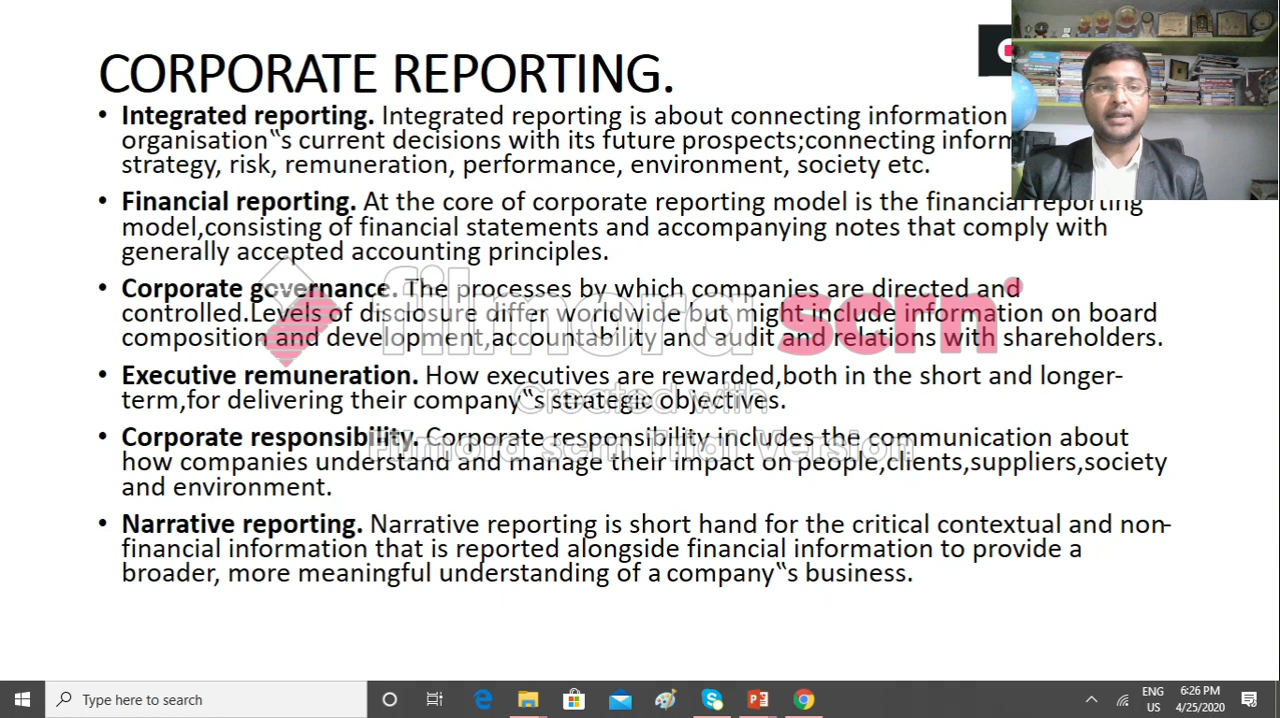 CORPORATE REPORTING.
• Integrated reporting. Integrated reporting is about connecting information
organisation‟s current decisions with its future prospects;connecting inform
strategy, risk, remuneration, performance, environment, society etc.
• Financial reporting. At the core of corporate reporting model is the financial reporting
model,consisting of financial statements and accompanying notes that comply with
generally accepted accounting principles.
• Corporate governance. The processes by which companies are directed and
controlled.Levels of disclosure differ worldwide but might include information on board
composition and development,accountability and audit and relations with shareholders.
• Executive remuneration. How executives are rewarded,both in the short and longer-
term,for delivering their company‟s strategic objectives.
• Corporate responsibility. Corporate responsibility includes the communication about
how companies understand and manage their impact on people,clients,suppliers,society
and environment.
• Narrative reporting. Narrative reporting is short hand for the critical contextual and non-
financial information that is reported alongside financial information to provide a
broader, more meaningful understanding of a company‟s business.
filmora scrn
Created with
Filmora scrn Trial Version
Type here to search
ENG
US
6:26 PM
4/25/2020